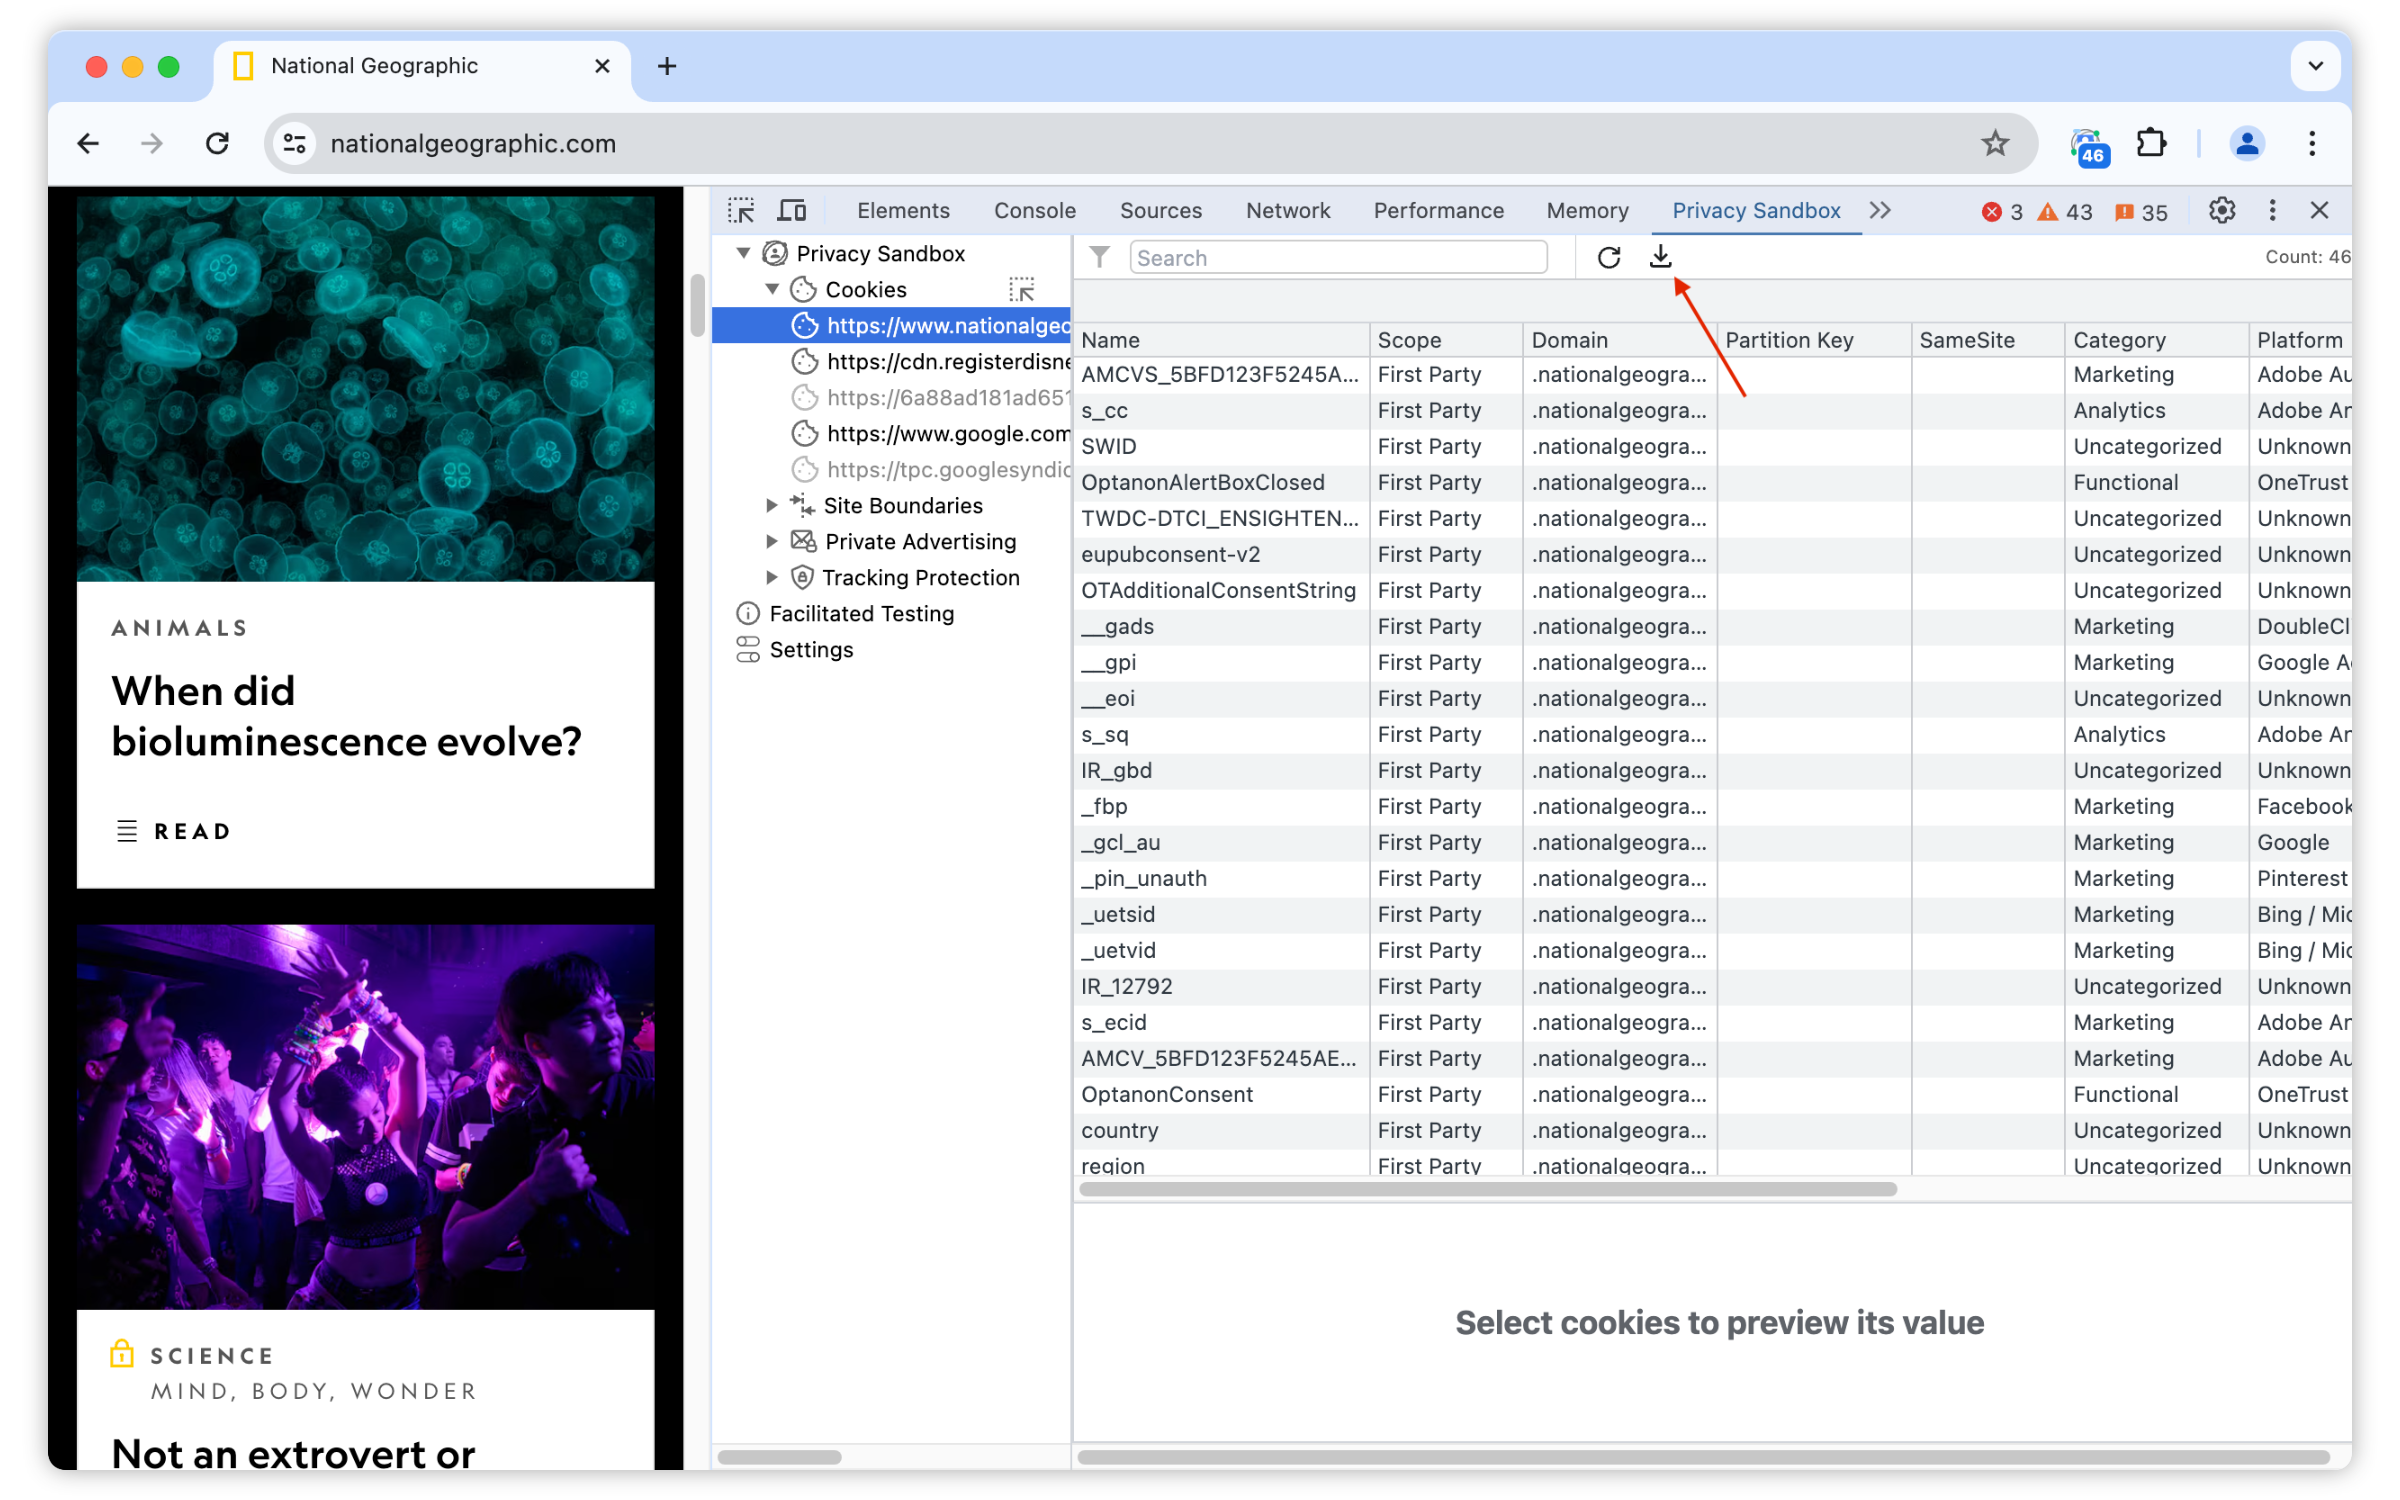 National Geographic
nationalgeographic.com
46
Elements Console Sources Network Performance Memory Privacy Sandbox 3 43 35
Privacy Sandbox
Cookies
https://www.nationalgeo
https://cdn.registerdisne
https://6a88ad181ad651
https://www.google.com
https://tpc.googlesyndic
Site Boundaries
Private Advertising
Tracking Protection
Facilitated Testing
Settings
Search
Count: 46
Name Scope Domain Partition Key SameSite Category Platform
AMCVS_5BFD123F5245A... First Party .nationalgeogra... Marketing Adobe Au
s_cc First Party .nationalgeogra... Analytics Adobe An
SWID First Party .nationalgeogra... Uncategorized Unknown
OptanonAlertBoxClosed First Party .nationalgeogra... Functional OneTrust
TWDC-DTCI_ENSIGHTEN... First Party .nationalgeogra... Uncategorized Unknown
eupubconsent-v2 First Party .nationalgeogra... Uncategorized Unknown
OTAdditionalConsentString First Party .nationalgeogra... Uncategorized Unknown
__gads First Party .nationalgeogra... Marketing DoubleCl
__gpi First Party .nationalgeogra... Marketing Google A
__eoi First Party .nationalgeogra... Uncategorized Unknown
s_sq First Party .nationalgeogra... Analytics Adobe An
IR_gbd First Party .nationalgeogra... Uncategorized Unknown
_fbp First Party .nationalgeogra... Marketing Facebook
_gcl_au First Party .nationalgeogra... Marketing Google
_pin_unauth First Party .nationalgeogra... Marketing Pinterest
_uetsid First Party .nationalgeogra... Marketing Bing / Mic
_uetvid First Party .nationalgeogra... Marketing Bing / Mic
IR_12792 First Party .nationalgeogra... Uncategorized Unknown
s_ecid First Party .nationalgeogra... Marketing Adobe An
AMCV_5BFD123F5245AE... First Party .nationalgeogra... Marketing Adobe Au
OptanonConsent First Party .nationalgeogra... Functional OneTrust
country First Party .nationalgeogra... Uncategorized Unknown
region First Party .nationalgeogra... Uncategorized Unknown
Select cookies to preview its value
ANIMALS
When did
bioluminescence evolve?
READ
SCIENCE
MIND, BODY, WONDER
Not an extrovert or